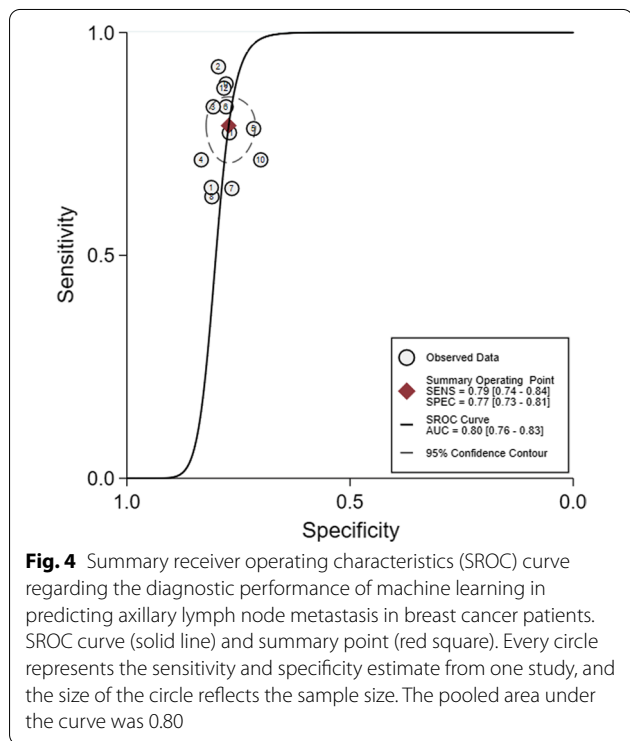 1.0
0.5
0.0
Sensitivity
2
12
3
6
5
4
10
1
7
8
Observed Data
Summary Operating Point
SENS = 0.79 [0.74 - 0.84]
SPEC = 0.77 [0.73 - 0.81]
SROC Curve
AUC = 0.80 [0.76 - 0.83]
95% Confidence Contour
1.0 0.5 0.0
Specificity
Fig. 4 Summary receiver operating characteristics (SROC) curve
regarding the diagnostic performance of machine learning in
predicting axillary lymph node metastasis in breast cancer patients.
SROC curve (solid line) and summary point (red square). Every circle
represents the sensitivity and specificity estimate from one study, and
the size of the circle reflects the sample size. The pooled area under
the curve was 0.80